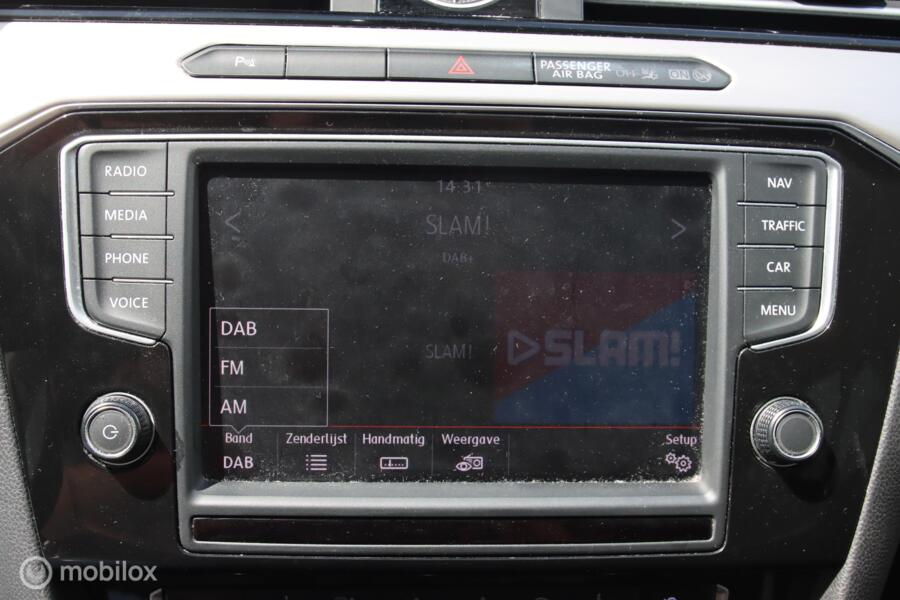 P
PASSENGER
AIR BAG OFF ON
RADIO
MEDIA
PHONE
VOICE
NAV
TRAFFIC
CAR
MENU
14:31
< SLAM! >
DAB+
SLAM!
SLAM!
DAB
FM
AM
Band Zenderlijst Handmatig Weergave Setup
DAB
mobilox